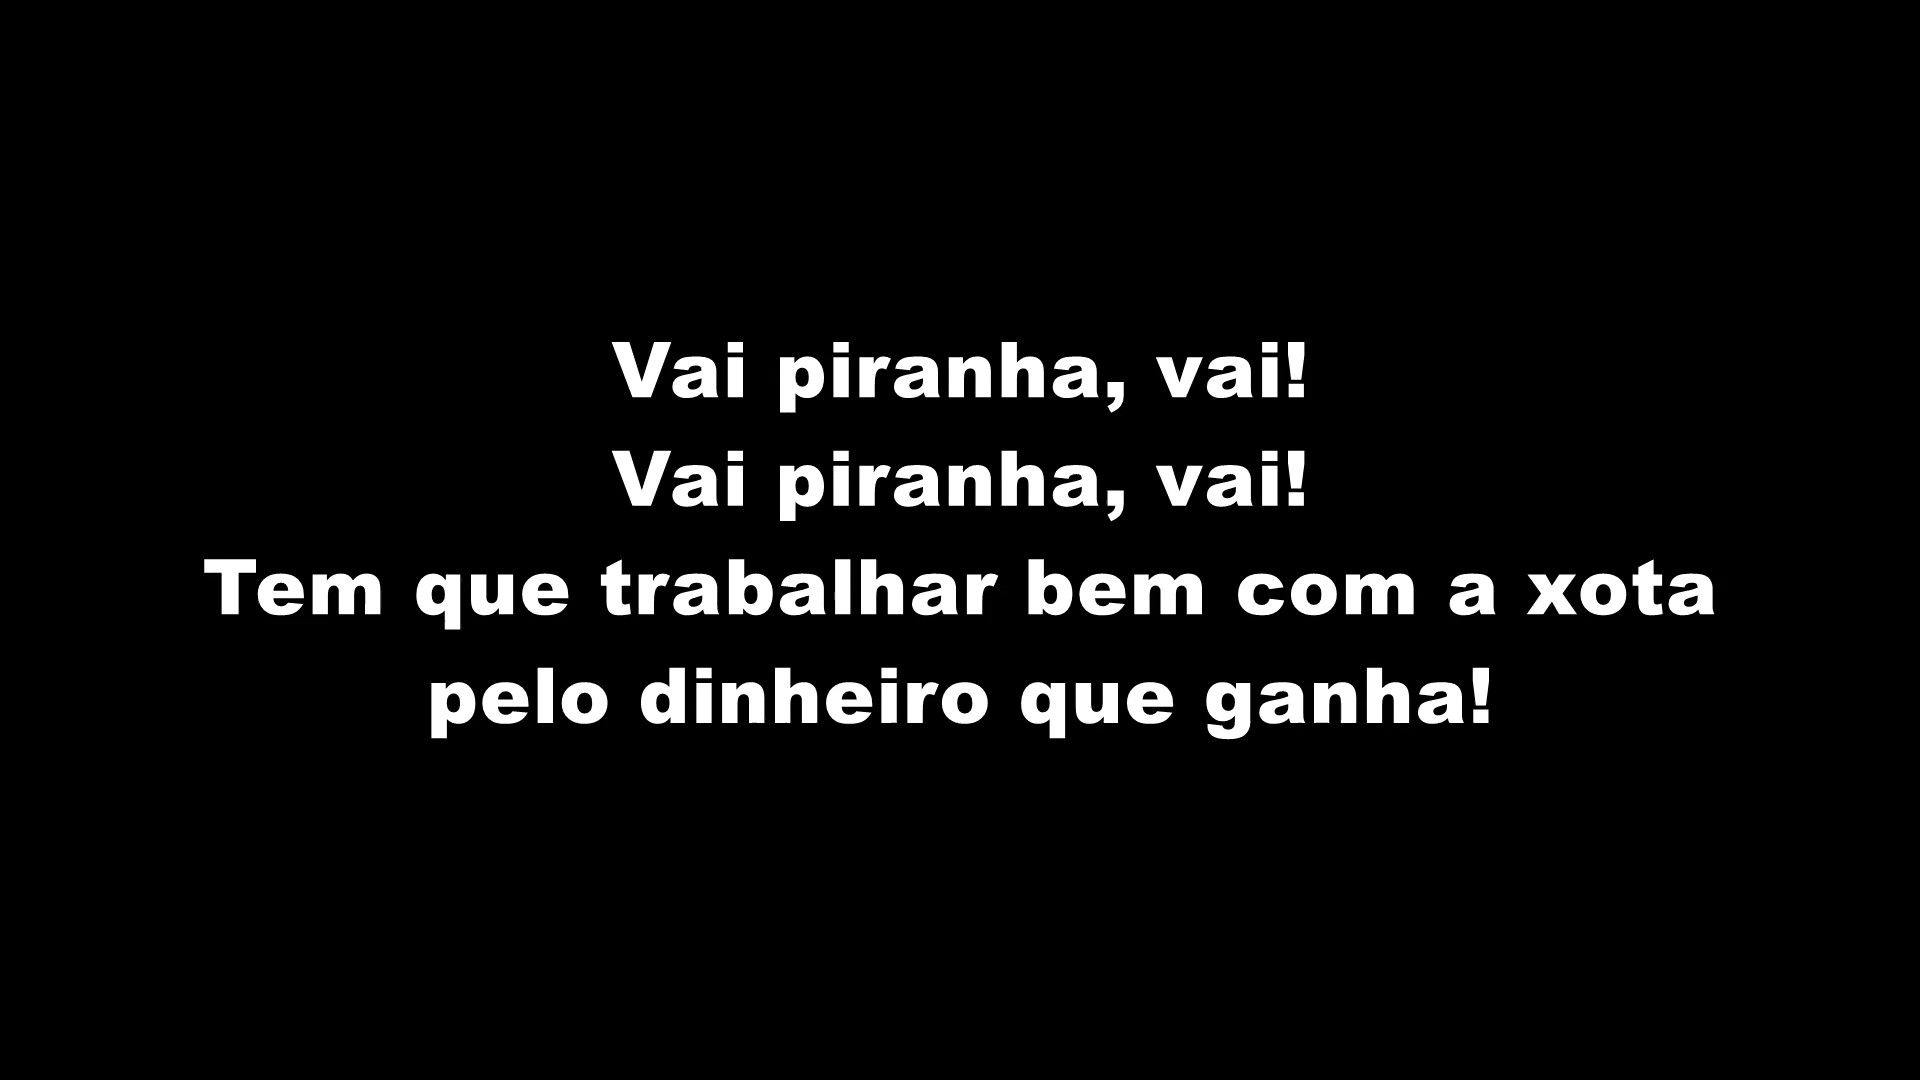 Vai piranha, vai!
Vai piranha, vai!
Tem que trabalhar bem com a xota
pelo dinheiro que ganha!